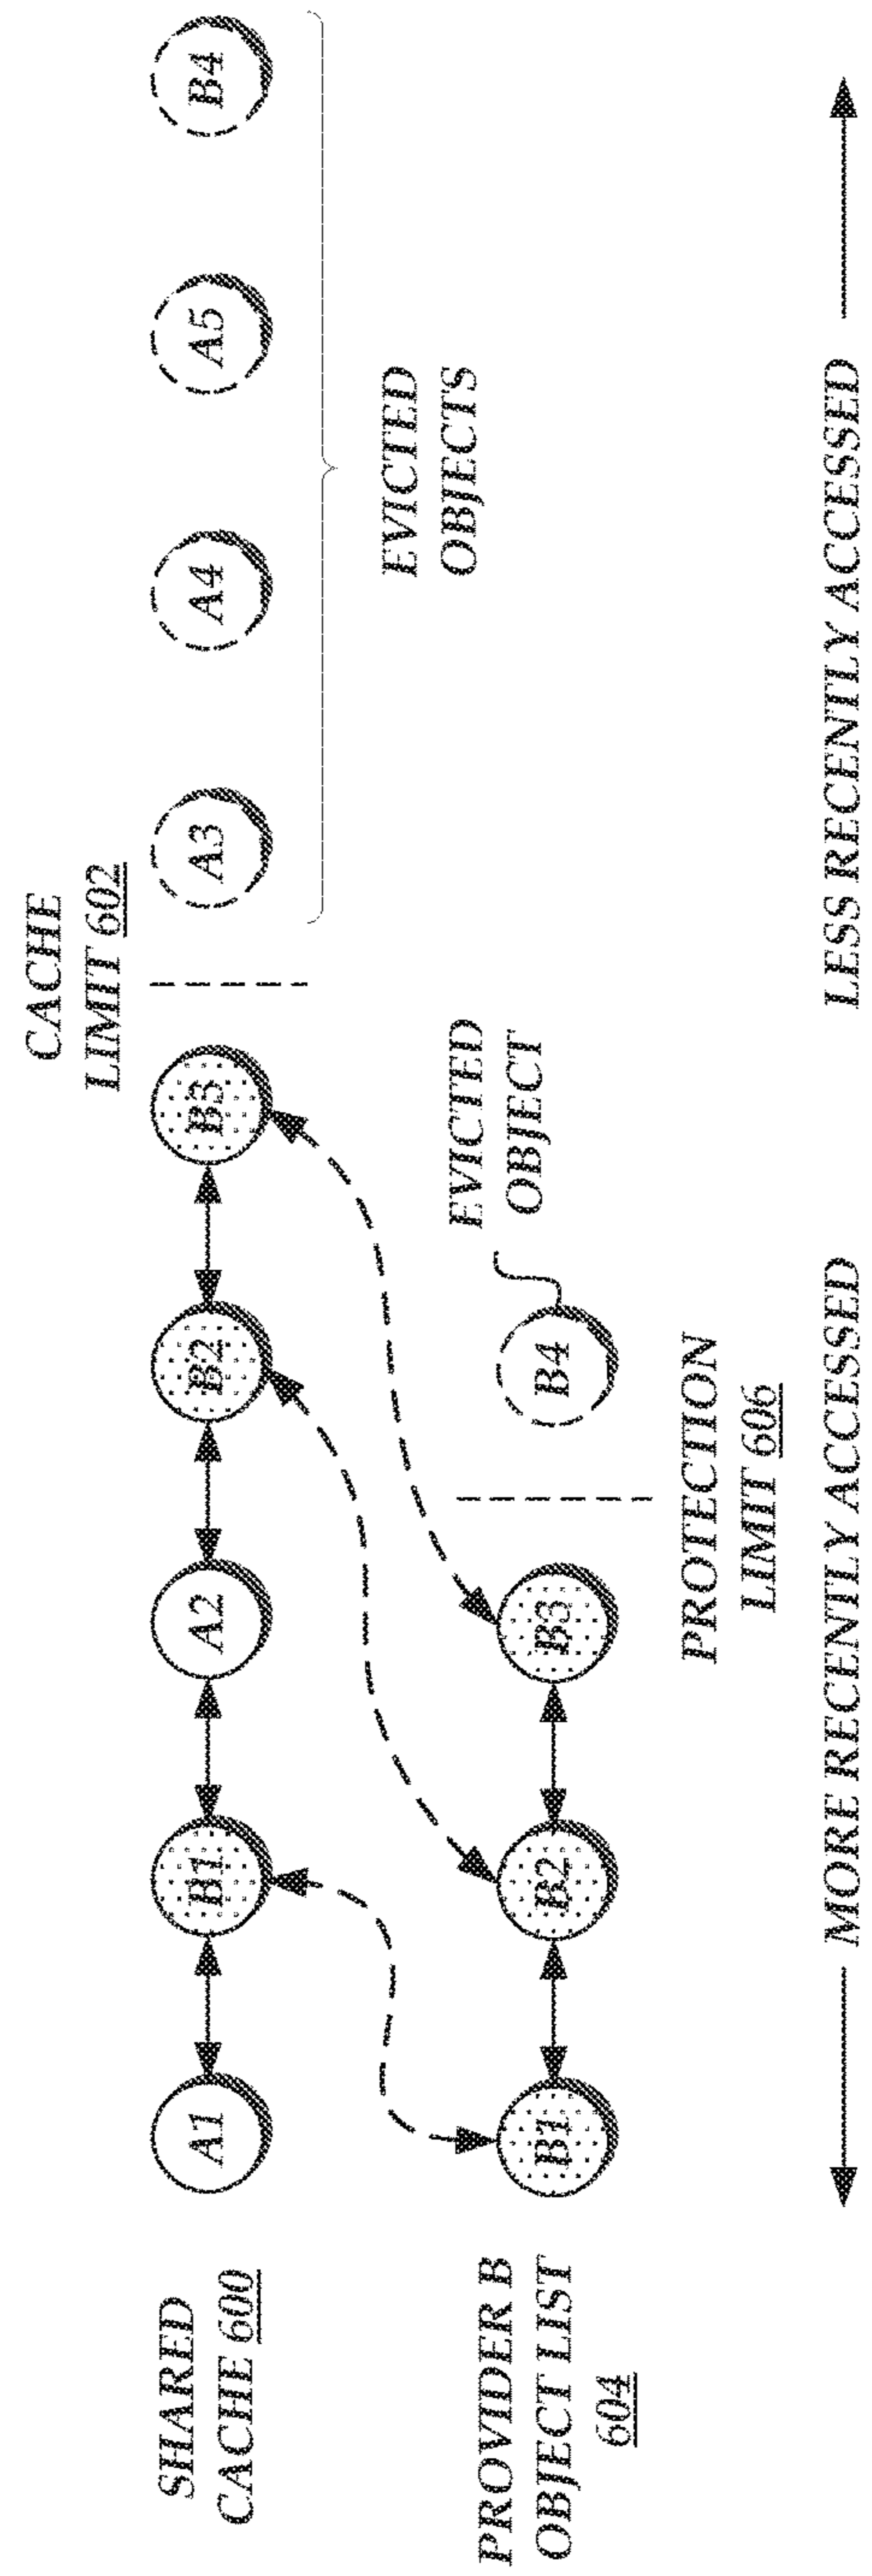 SHARED
CACHE 600
A1
B1
A2
B2
B3
CACHE
LIMIT 602
A3
A4
A5
B4
EVICTED
OBJECTS
PROVIDER B
OBJECT LIST
604
B1
B2
B3
B4
EVICTED
OBJECT
PROTECTION
LIMIT 606
MORE RECENTLY ACCESSED
LESS RECENTLY ACCESSED